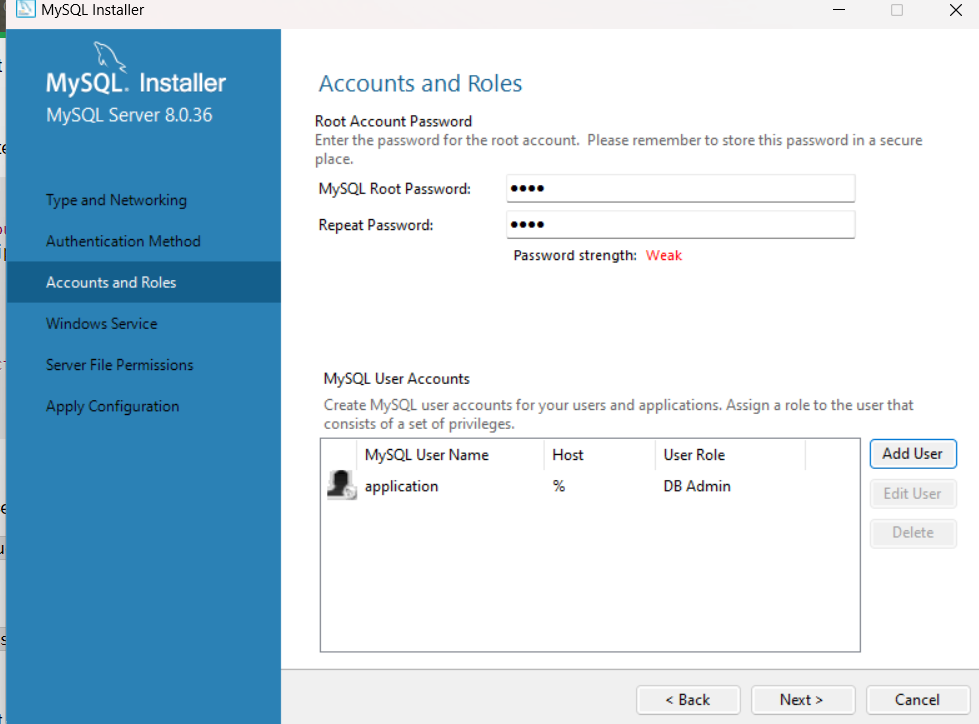 MySQL Installer
MySQL. Installer
MySQL Server 8.0.36
Type and Networking
Authentication Method
Accounts and Roles
Windows Service
Server File Permissions
Apply Configuration
Accounts and Roles
Root Account Password
Enter the password for the root account.  Please remember to store this password in a secure
place.
MySQL Root Password: ●●●●
Repeat Password: ●●●●
Password strength: Weak
MySQL User Accounts
Create MySQL user accounts for your users and applications. Assign a role to the user that
consists of a set of privileges.
MySQL User Name Host User Role
application % DB Admin
Add User
Edit User
Delete
< Back Next > Cancel